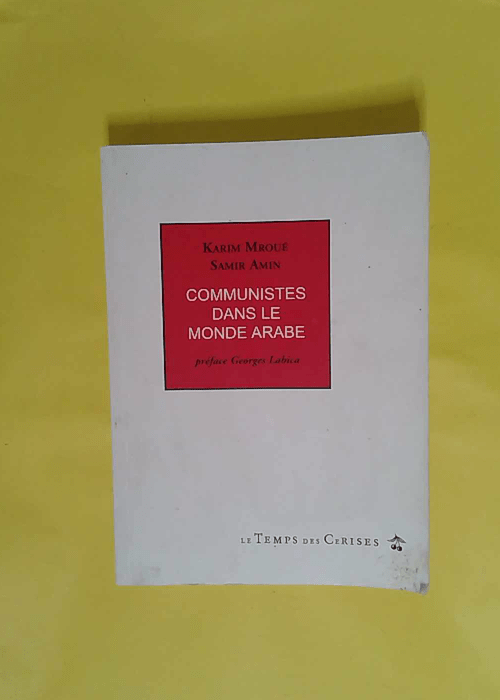 KARIM MROUÉ
SAMIR AMIN
COMMUNISTES
DANS LE
MONDE ARABE
préface Georges Labica
LE TEMPS DES CERISES